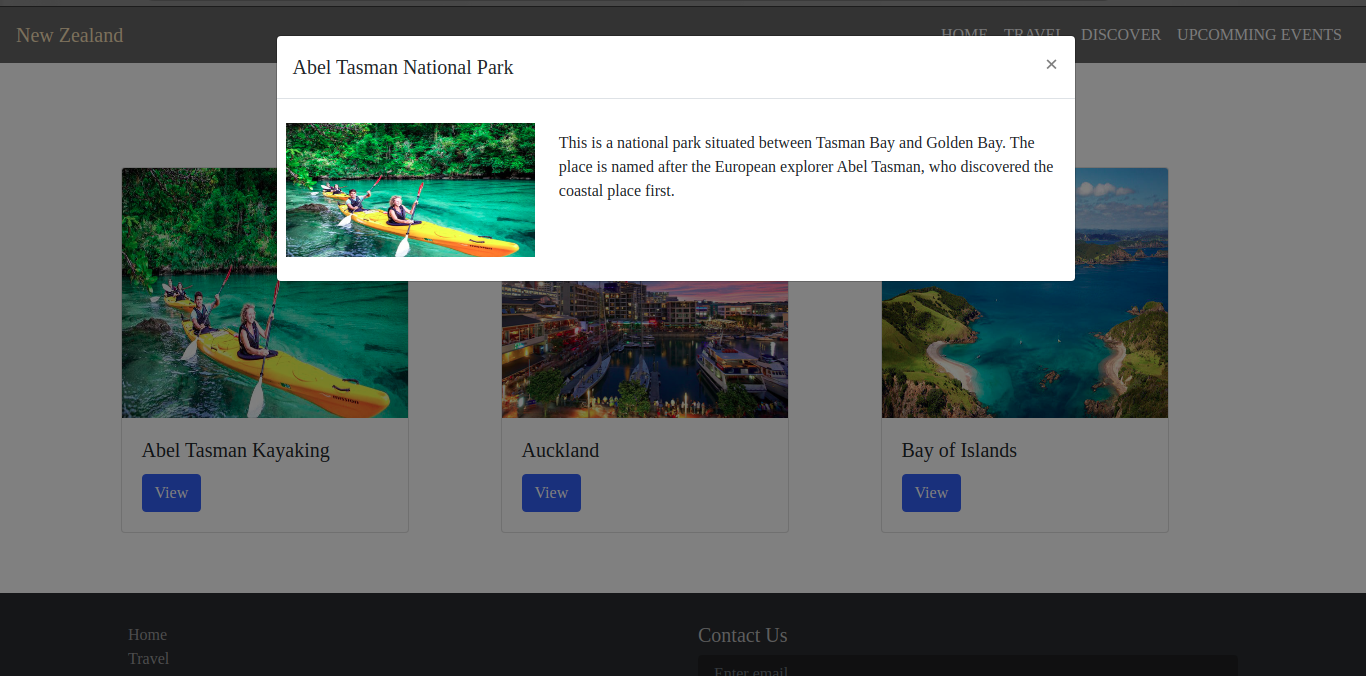 New Zealand
HOME TRAVEL DISCOVER UPCOMMING EVENTS
Abel Tasman National Park
×
This is a national park situated between Tasman Bay and Golden Bay. The
place is named after the European explorer Abel Tasman, who discovered the
coastal place first.
Abel Tasman Kayaking
View
Auckland
View
Bay of Islands
View
Home
Travel
Contact Us
Enter email